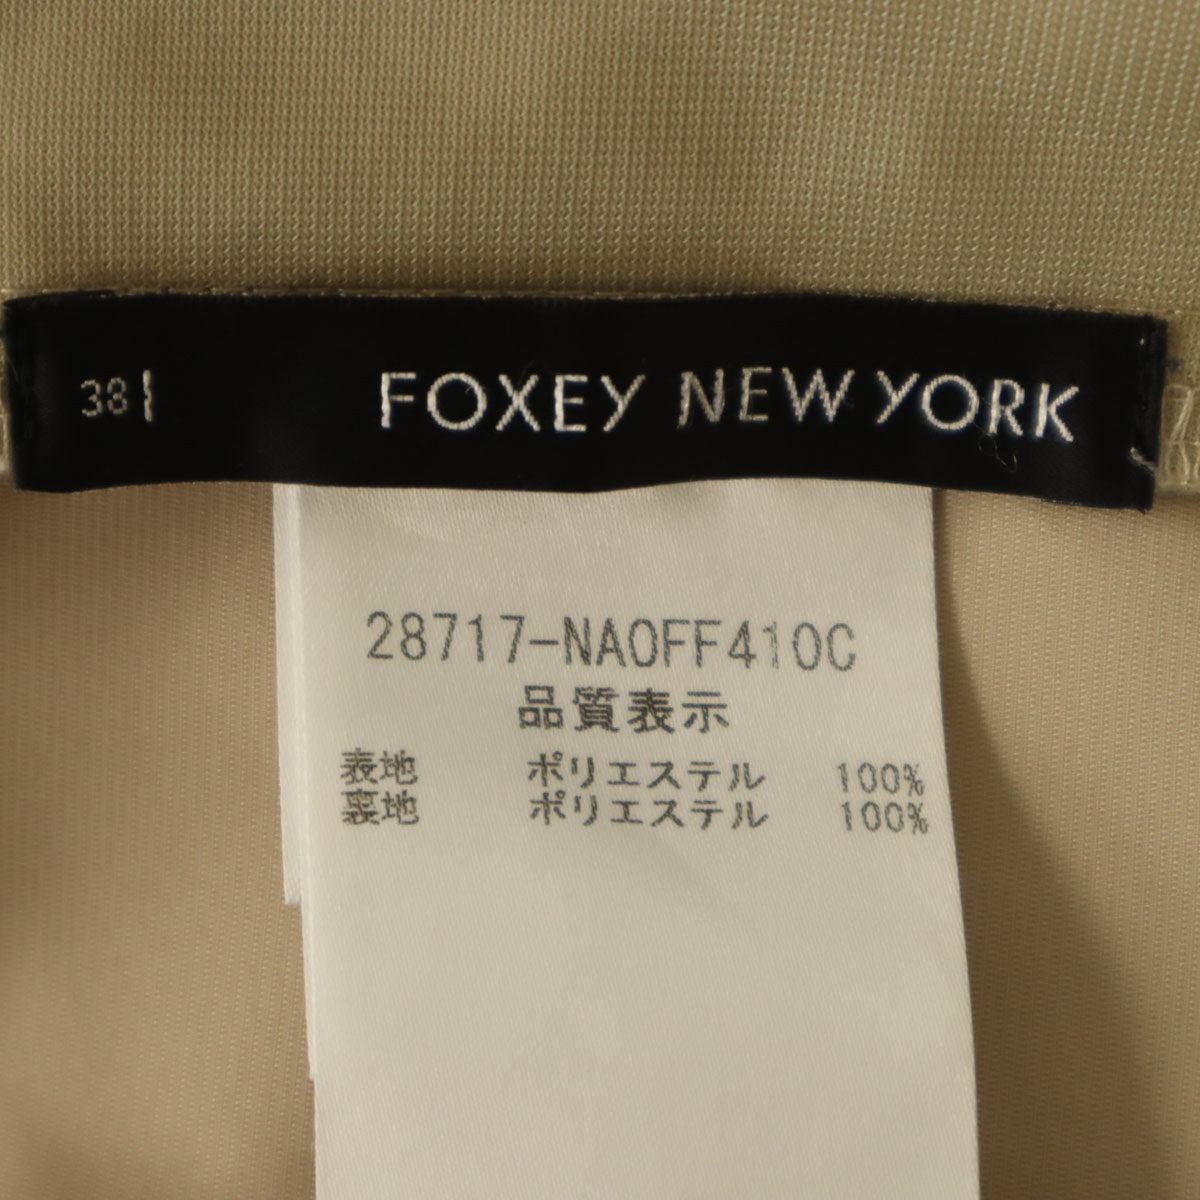 38 FOXEY NEW YORK
28717-NAOFF410C
品質表示
表地 ポリエステル 100%
裏地 ポリエステル 100%